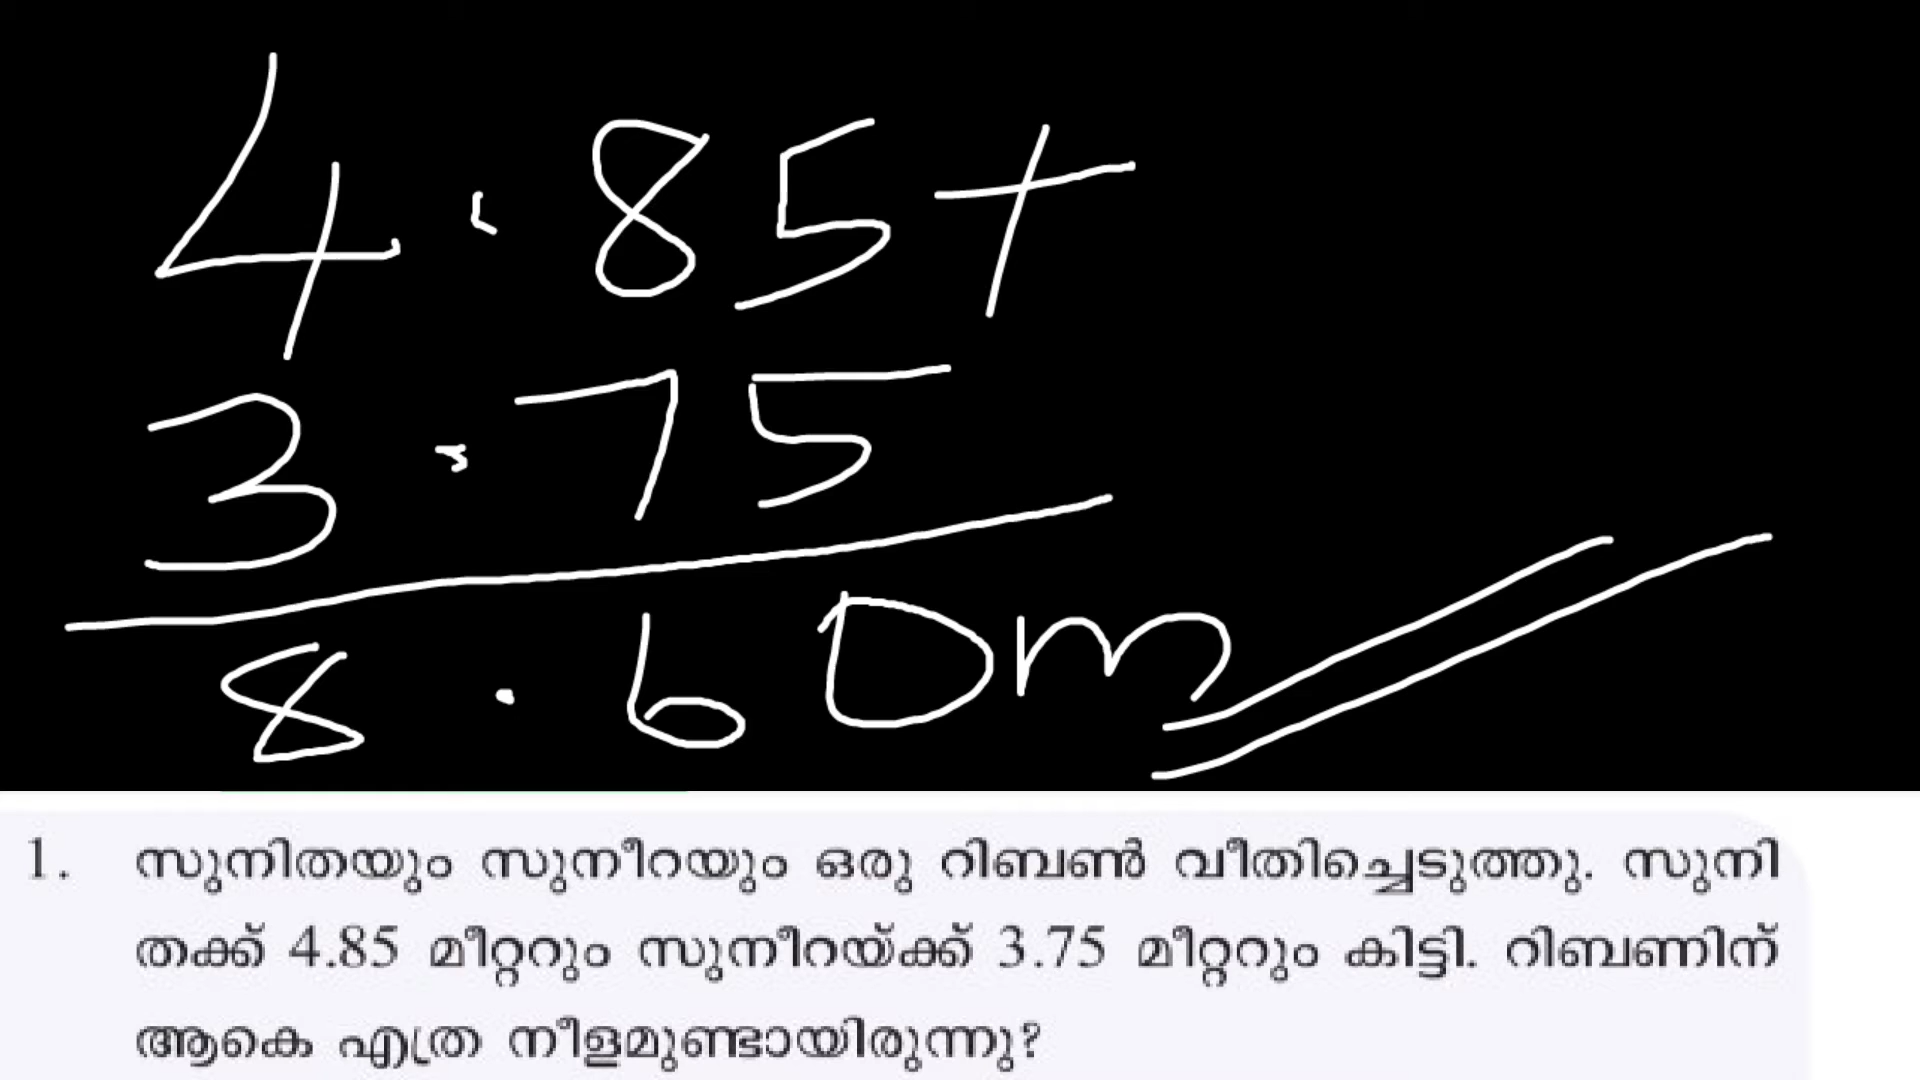 4.85+
3.75
8.60m
1. സുനിതയും സുനീറയും ഒരു റിബൺ വീതിച്ചെടുത്തു. സുനി
തക്ക് 4.85 മീറ്ററും സുനീറയ്ക്ക് 3.75 മീറ്ററും കിട്ടി. റിബണിന്
ആകെ എത്ര നീളമുണ്ടായിരുന്നു?